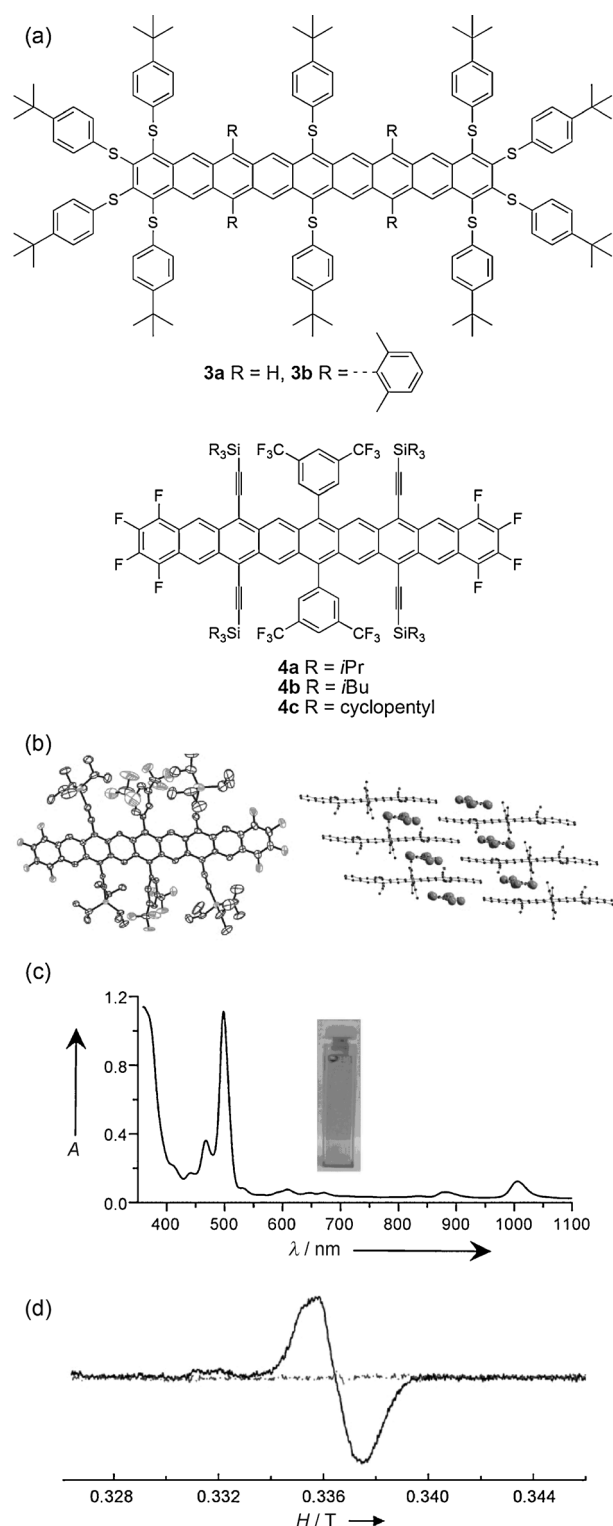 (a)
S S S
R R
S S S S
S S S S
R R
S S S
3a R = H, 3b R =
R3Si F3C CF3 SiR3
F F
F F
F F
F F
R3Si F3C CF3 SiR3
4a R = iPr
4b R = iBu
4c R = cyclopentyl
(b)
(c)
1.2
0.8
A
0.4
0.0
400 500 600 700 800 900 1000 1100
λ / nm
(d)
0.328 0.332 0.336 0.340 0.344
H / T